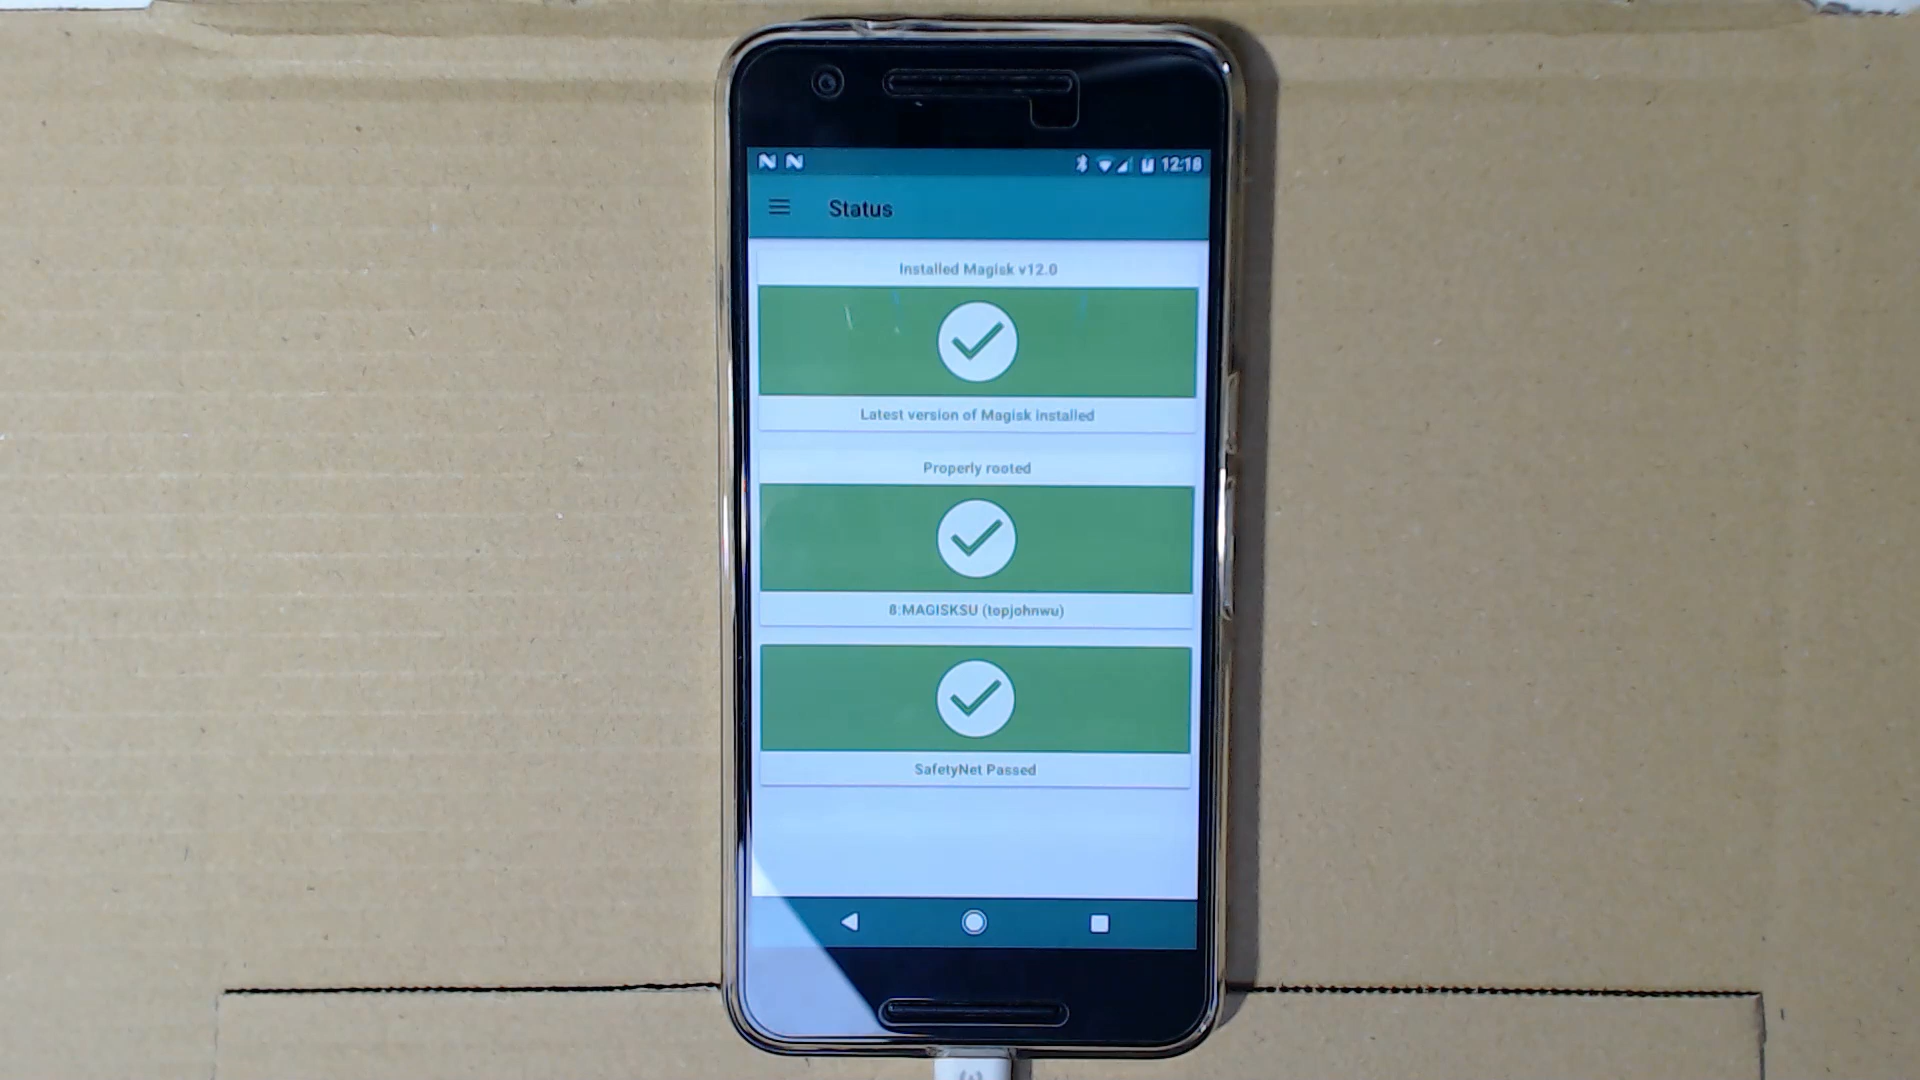 12:18
Status
Installed Magisk v12.0
Latest version of Magisk installed
Properly rooted
8:MAGISKSU (topjohnwu)
SafetyNet Passed